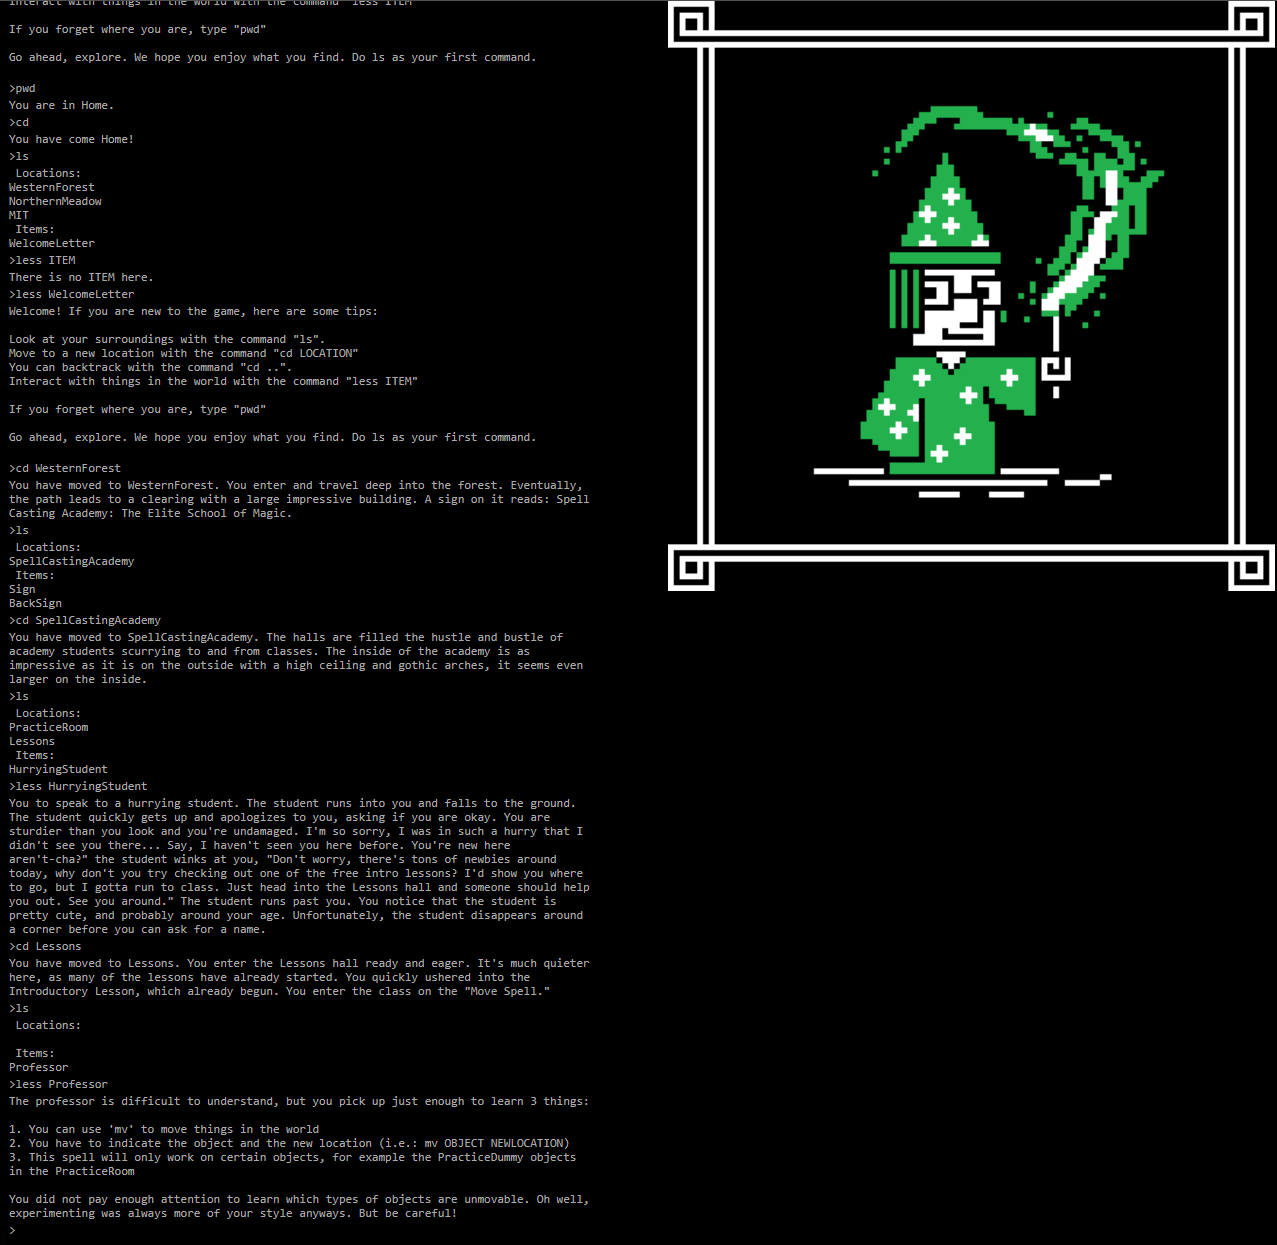 Interact with things in the world with the command "less ITEM"
If you forget where you are, type "pwd"
Go ahead, explore. We hope you enjoy what you find. Do ls as your first command.
>pwd
You are in Home.
>cd
You have come Home!
>ls
Locations:
WesternForest
NorthernMeadow
MIT
Items:
WelcomeLetter
>less ITEM
There is no ITEM here.
>less WelcomeLetter
Welcome! If you are new to the game, here are some tips:
Look at your surroundings with the command "ls".
Move to a new location with the command "cd LOCATION"
You can backtrack with the command "cd ..".
Interact with things in the world with the command "less ITEM"
If you forget where you are, type "pwd"
Go ahead, explore. We hope you enjoy what you find. Do ls as your first command.
>cd WesternForest
You have moved to WesternForest. You enter and travel deep into the forest. Eventually,
the path leads to a clearing with a large impressive building. A sign on it reads: Spell
Casting Academy: The Elite School of Magic.
>ls
Locations:
SpellCastingAcademy
Items:
Sign
BackSign
>cd SpellCastingAcademy
You have moved to SpellCastingAcademy. The halls are filled the hustle and bustle of
academy students scurrying to and from classes. The inside of the academy is as
impressive as it is on the outside with a high ceiling and gothic arches, it seems even
larger on the inside.
>ls
Locations:
PracticeRoom
Lessons
Items:
HurryingStudent
>less HurryingStudent
You to speak to a hurrying student. The student runs into you and falls to the ground.
The student quickly gets up and apologizes to you, asking if you are okay. You are
sturdier than you look and you're undamaged. I'm so sorry, I was in such a hurry that I
didn't see you there... Say, I haven't seen you here before. You're new here
aren't-cha?" the student winks at you, "Don't worry, there's tons of newbies around
today, why don't you try checking out one of the free intro lessons? I'd show you where
to go, but I gotta run to class. Just head into the Lessons hall and someone should help
you out. See you around." The student runs past you. You notice that the student is
pretty cute, and probably around your age. Unfortunately, the student disappears around
a corner before you can ask for a name.
>cd Lessons
You have moved to Lessons. You enter the Lessons hall ready and eager. It's much quieter
here, as many of the lessons have already started. You quickly ushered into the
Introductory Lesson, which already begun. You enter the class on the "Move Spell."
>ls
Locations:
Items:
Professor
>less Professor
The professor is difficult to understand, but you pick up just enough to learn 3 things:
1. You can use 'mv' to move things in the world
2. You have to indicate the object and the new location (i.e.: mv OBJECT NEWLOCATION)
3. This spell will only work on certain objects, for example the PracticeDummy objects
in the PracticeRoom
You did not pay enough attention to learn which types of objects are unmovable. Oh well,
experimenting was always more of your style anyways. But be careful!
>